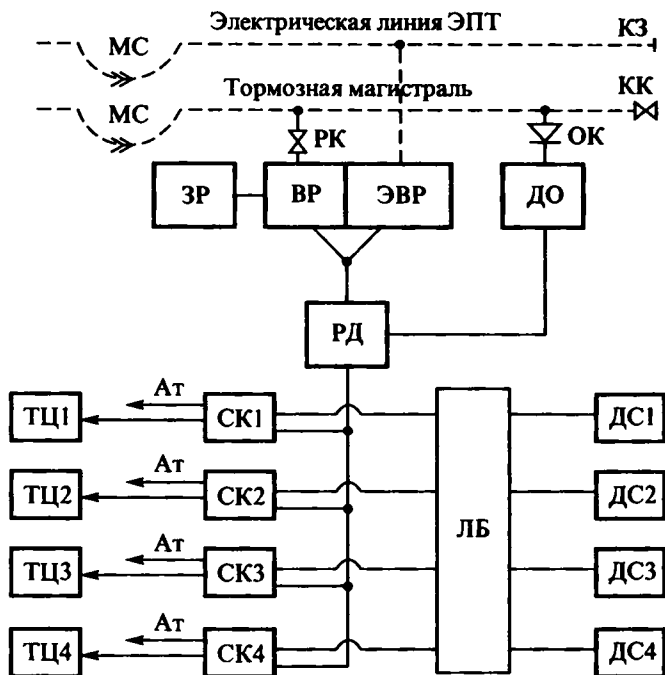 Электрическая линия ЭПТ
КЗ
МС
Тормозная магистраль
КК
МС
РК
ОК
ЗР
ВР
ЭВР
ДО
РД
Ат
ТЦ1
СК1
ДС1
Ат
ТЦ2
СК2
ДС2
ЛБ
Ат
ТЦ3
СК3
ДС3
Ат
ТЦ4
СК4
ДС4